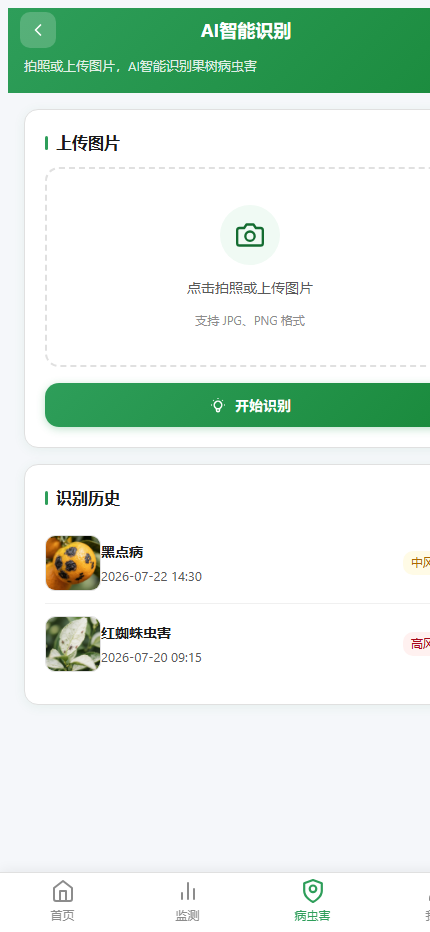 AI智能识别
拍照或上传图片，AI智能识别果树病虫害
上传图片
点击拍照或上传图片
支持 JPG、PNG 格式
开始识别
识别历史
黑点病
2026-07-22 14:30
中风
红蜘蛛虫害
2026-07-20 09:15
高风
首页
监测
病虫害